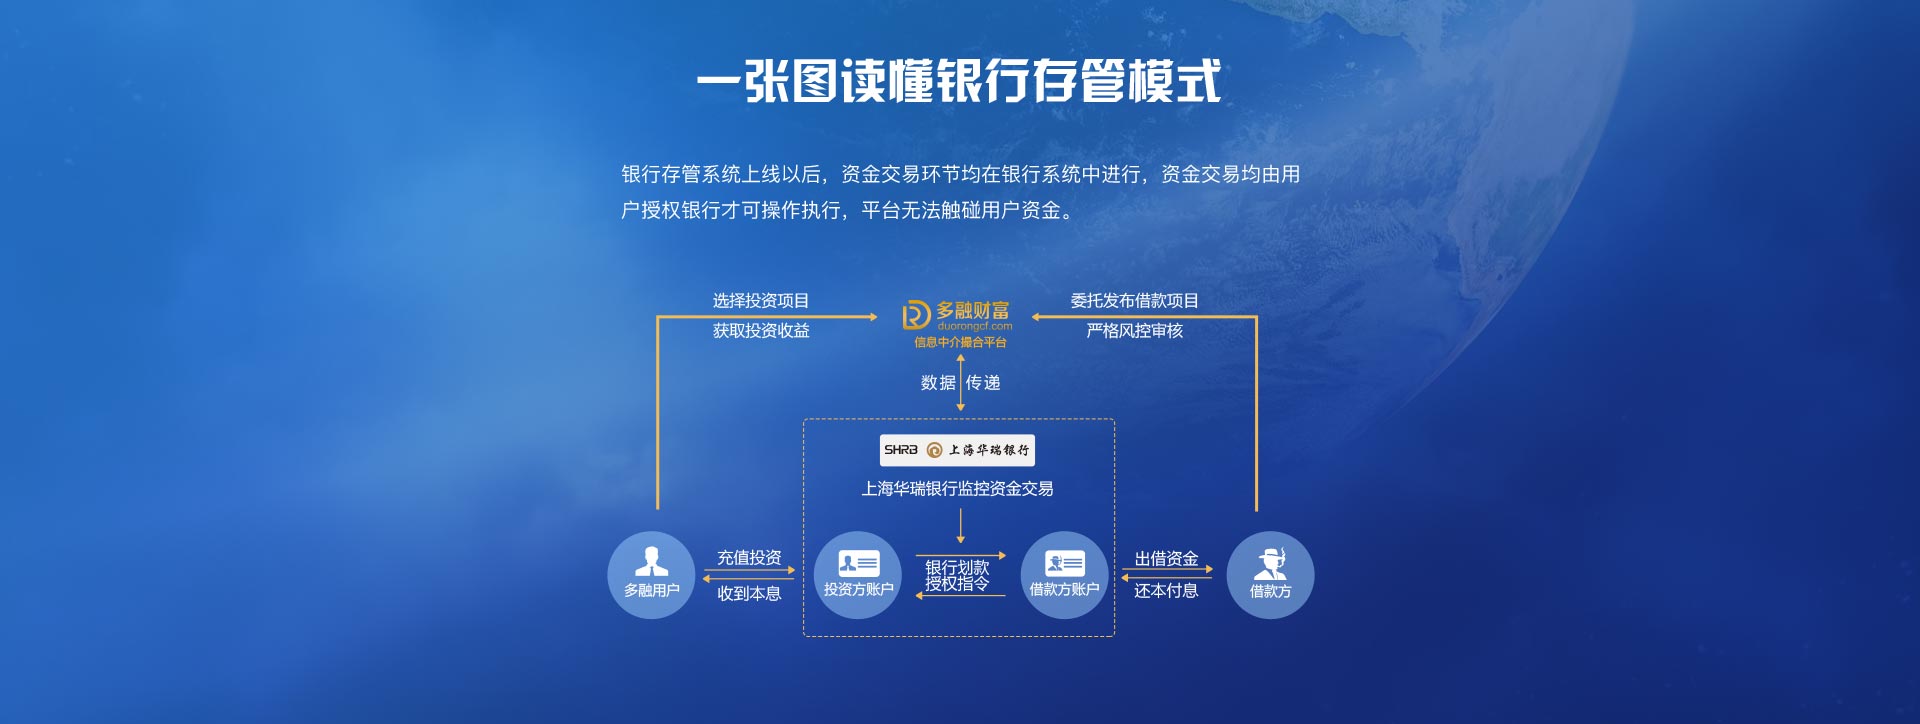 一张图读懂银行存管模式
银行存管系统上线以后，资金交易环节均在银行系统中进行，资金交易均由用
户授权银行才可操作执行，平台无法触碰用户资金。
选择投资项目
获取投资收益
多融财富
duorongcf.com
信息中介撮合平台
委托发布借款项目
严格风控审核
数据 传递
SHRB 上海华瑞银行
上海华瑞银行监控资金交易
多融用户
充值投资
收到本息
投资方账户
银行划款
授权指令
借款方账户
出借资金
还本付息
借款方